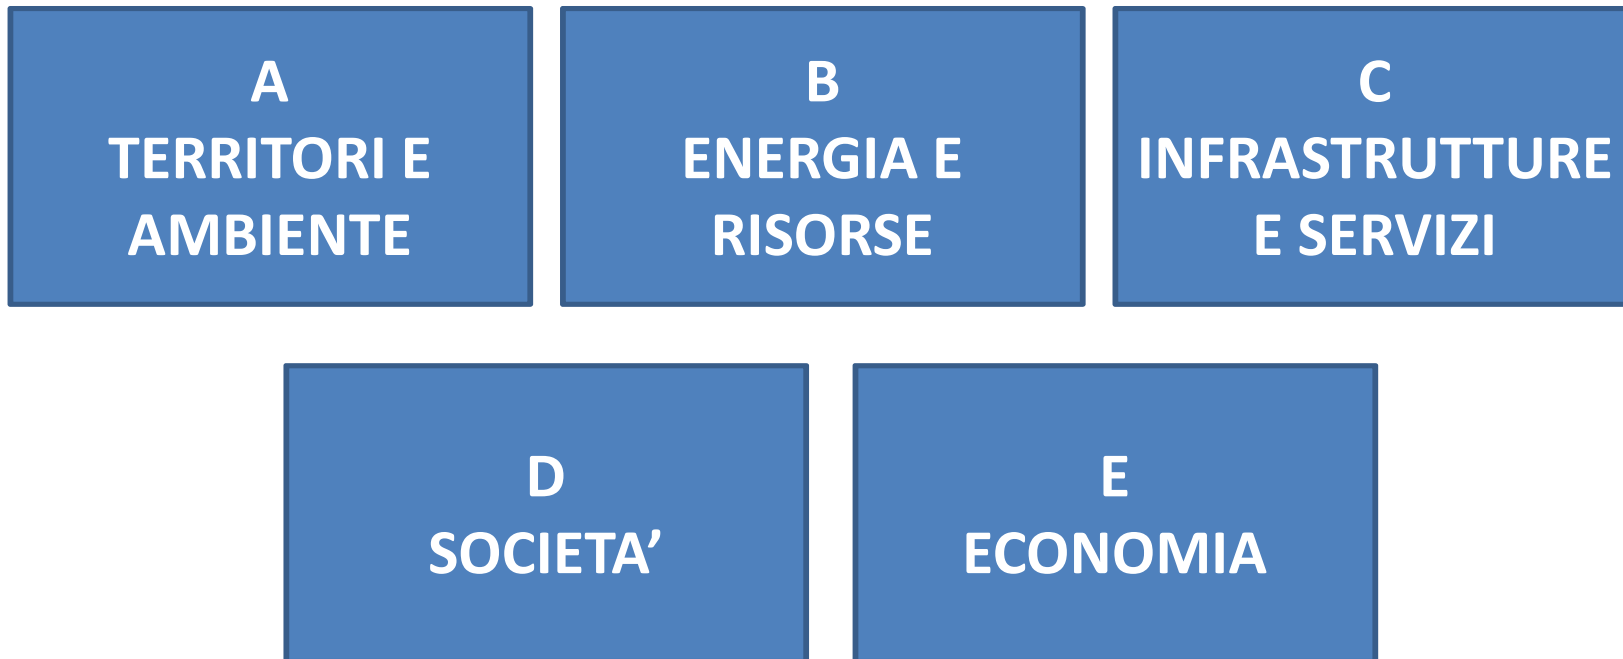 A
TERRITORI E
AMBIENTE
B
ENERGIA E
RISORSE
C
INFRASTRUTTURE
E SERVIZI
D
SOCIETA’
E
ECONOMIA